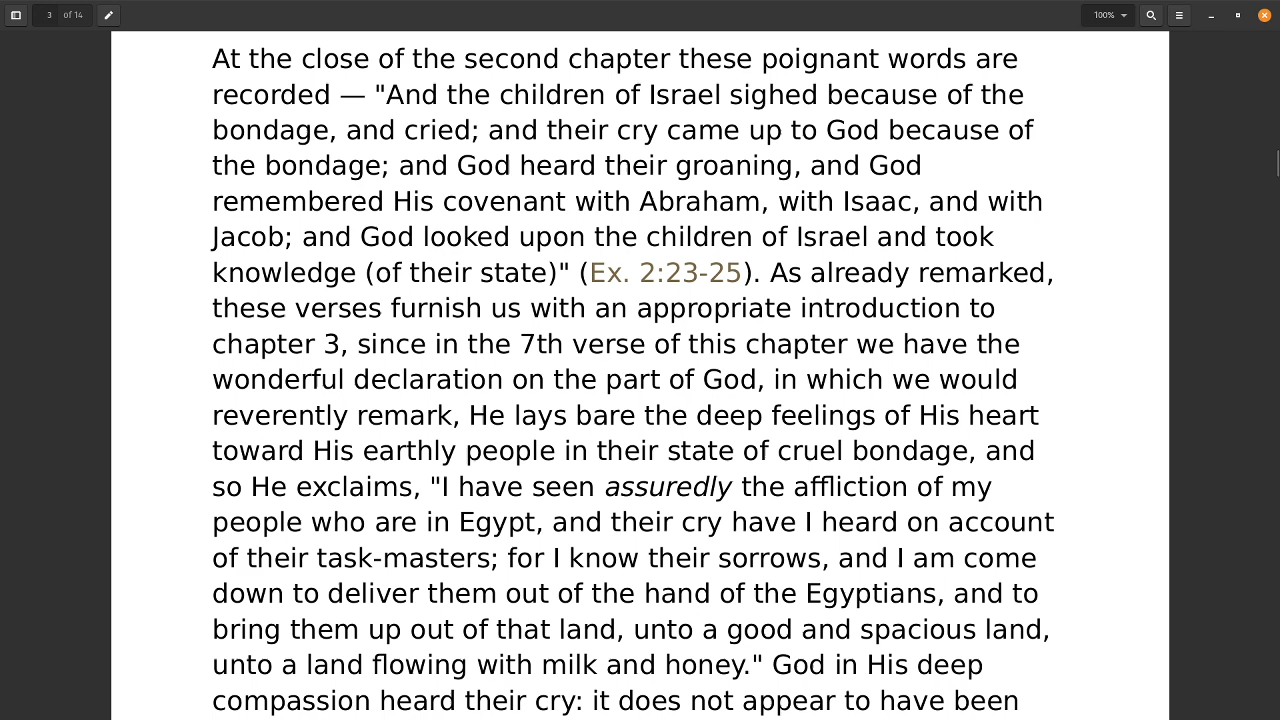 3 of 14 100%
At the close of the second chapter these poignant words are
recorded — "And the children of Israel sighed because of the
bondage, and cried; and their cry came up to God because of
the bondage; and God heard their groaning, and God
remembered His covenant with Abraham, with Isaac, and with
Jacob; and God looked upon the children of Israel and took
knowledge (of their state)" (Ex. 2:23-25). As already remarked,
these verses furnish us with an appropriate introduction to
chapter 3, since in the 7th verse of this chapter we have the
wonderful declaration on the part of God, in which we would
reverently remark, He lays bare the deep feelings of His heart
toward His earthly people in their state of cruel bondage, and
so He exclaims, "I have seen assuredly the affliction of my
people who are in Egypt, and their cry have I heard on account
of their task-masters; for I know their sorrows, and I am come
down to deliver them out of the hand of the Egyptians, and to
bring them up out of that land, unto a good and spacious land,
unto a land flowing with milk and honey." God in His deep
compassion heard their cry: it does not appear to have been